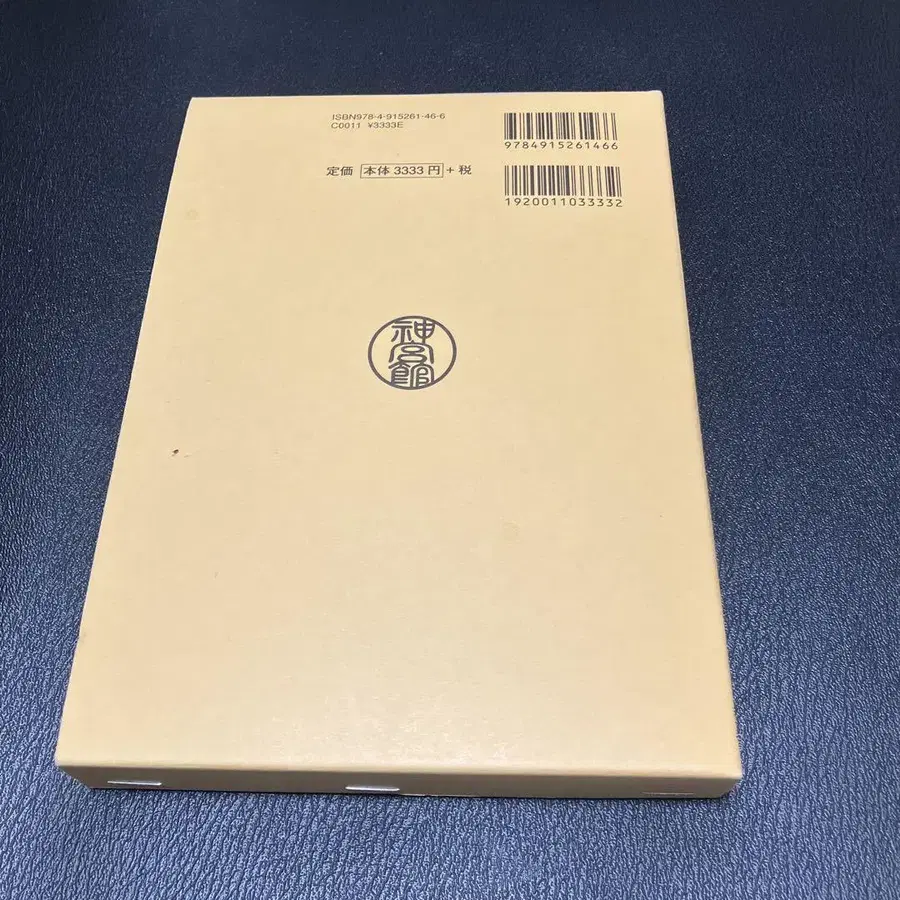 ISBN978-4-915261-46-6
C0011 ¥3333E
9784915261466
定価 本体 3333 円 + 税
1920011033332
神宮館